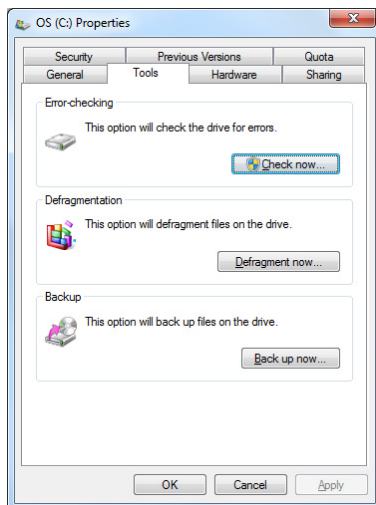 OS (C:) Properties
Security Previous Versions Quota
General Tools Hardware Sharing
Error-checking
This option will check the drive for errors.
Check now...
Defragmentation
This option will defragment files on the drive.
Defragment now...
Backup
This option will back up files on the drive.
Back up now...
OK Cancel Apply